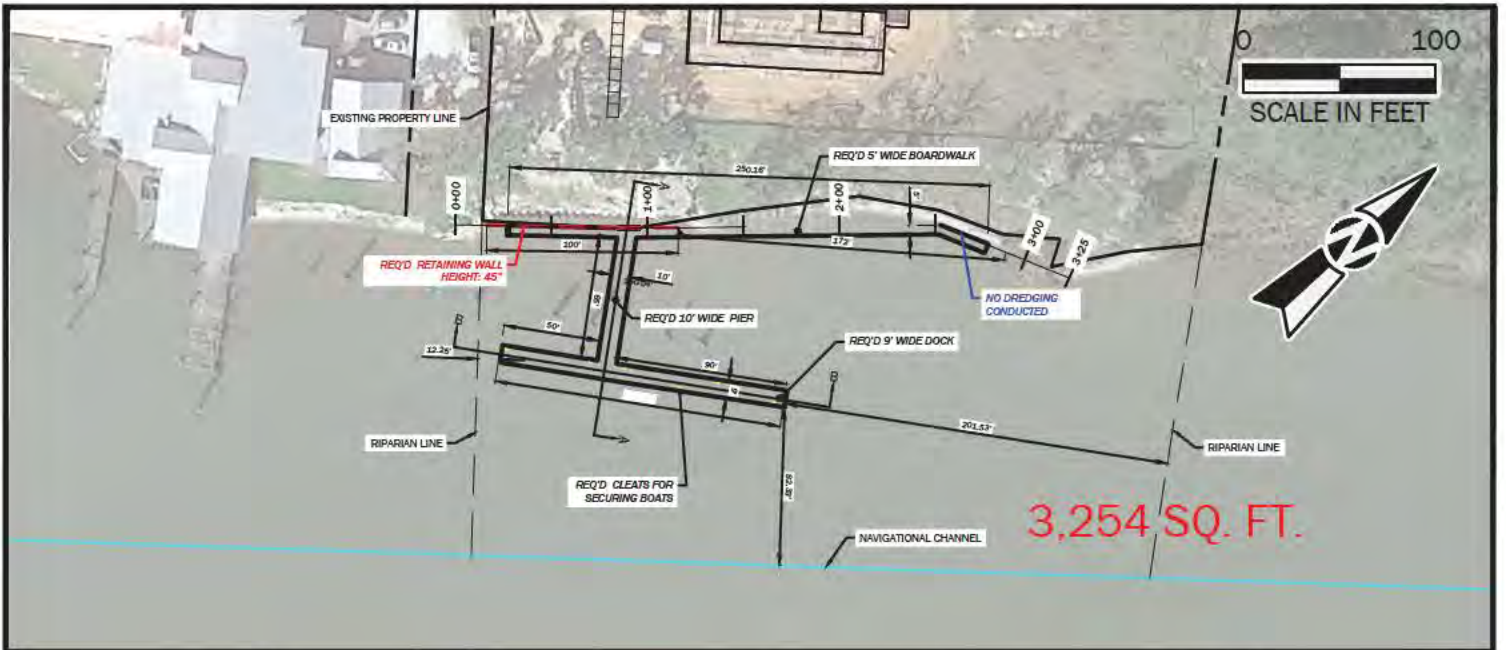 0 100
SCALE IN FEET
EXISTING PROPERTY LINE
REQ'D 5' WIDE BOARDWALK
250.16'
0+00
1+00
2+00
3+00
3+25
5'
100'
172'
REQ'D RETAINING WALL
HEIGHT: 45"
10'
NO DREDGING
CONDUCTED
REQ'D 10' WIDE PIER
50'
REQ'D 9' WIDE DOCK
B
12.25'
90'
9'
B
201.53'
N
RIPARIAN LINE
RIPARIAN LINE
REQ'D CLEATS FOR
SECURING BOATS
3,254 SQ. FT.
NAVIGATIONAL CHANNEL